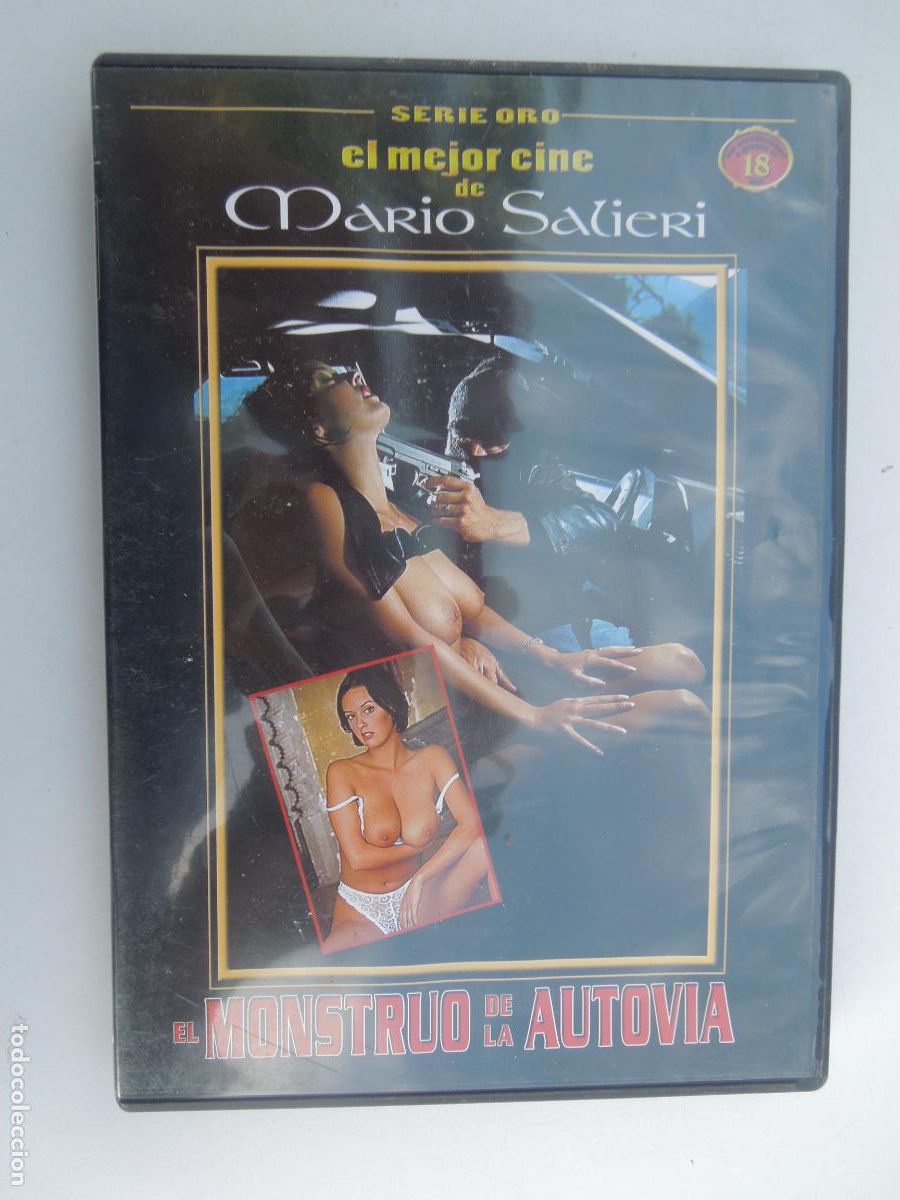 SERIE ORO
el mejor cine
de
Mario Salieri
18
EL MONSTRUO DE LA AUTOVIA
todocoleccion